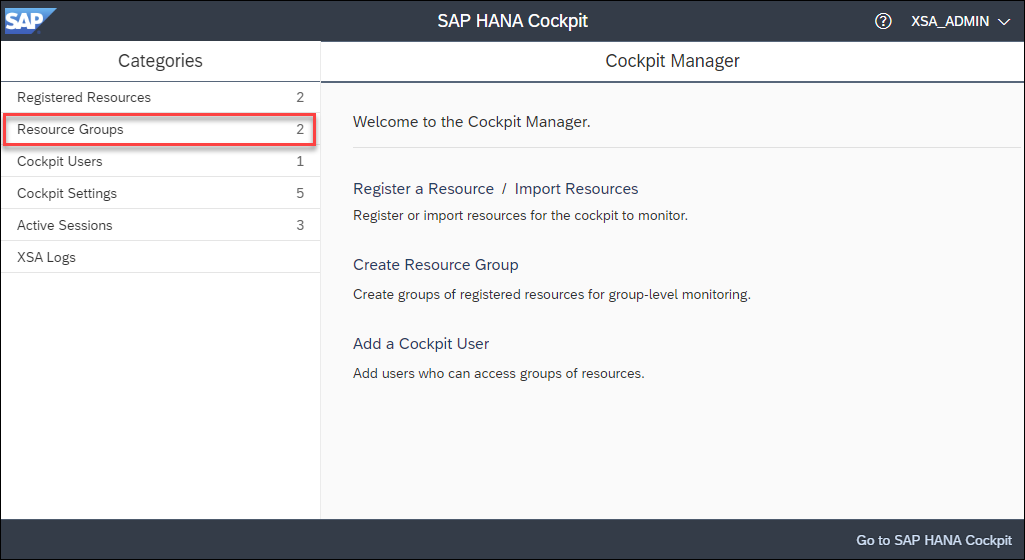 SAP
SAP HANA Cockpit
? XSA_ADMIN
Categories
Cockpit Manager
Registered Resources 2
Resource Groups 2
Cockpit Users 1
Cockpit Settings 5
Active Sessions 3
XSA Logs
Welcome to the Cockpit Manager.
Register a Resource / Import Resources
Register or import resources for the cockpit to monitor.
Create Resource Group
Create groups of registered resources for group-level monitoring.
Add a Cockpit User
Add users who can access groups of resources.
Go to SAP HANA Cockpit